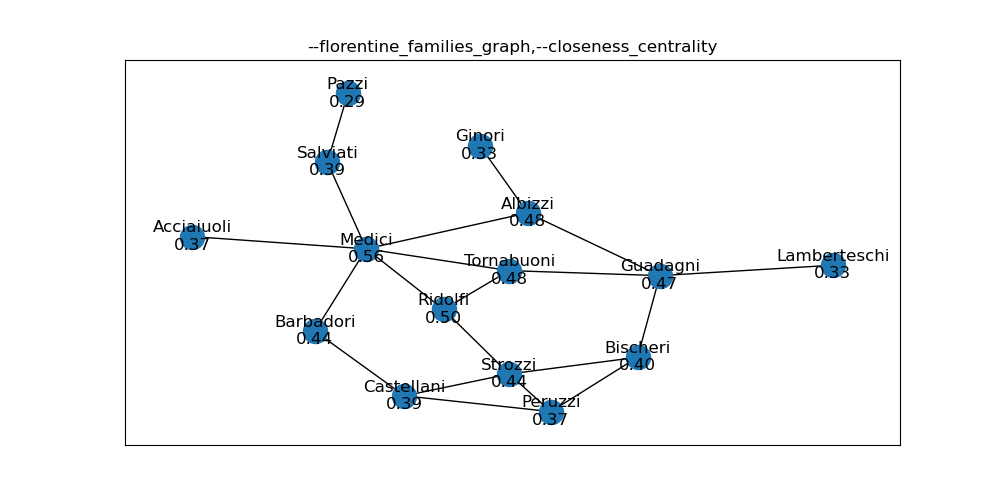 --florentine_families_graph,--closeness_centrality
Pazzi
0.29
Ginori
0.33
Salviati
0.39
Albizzi
0.48
Acciaiuoli
0.37
Medici
0.56
Tornabuoni
0.48
Guadagni
0.47
Lamberteschi
0.33
Ridolfi
0.50
Barbadori
0.44
Bischeri
0.40
Strozzi
0.44
Castellani
0.39
Peruzzi
0.37